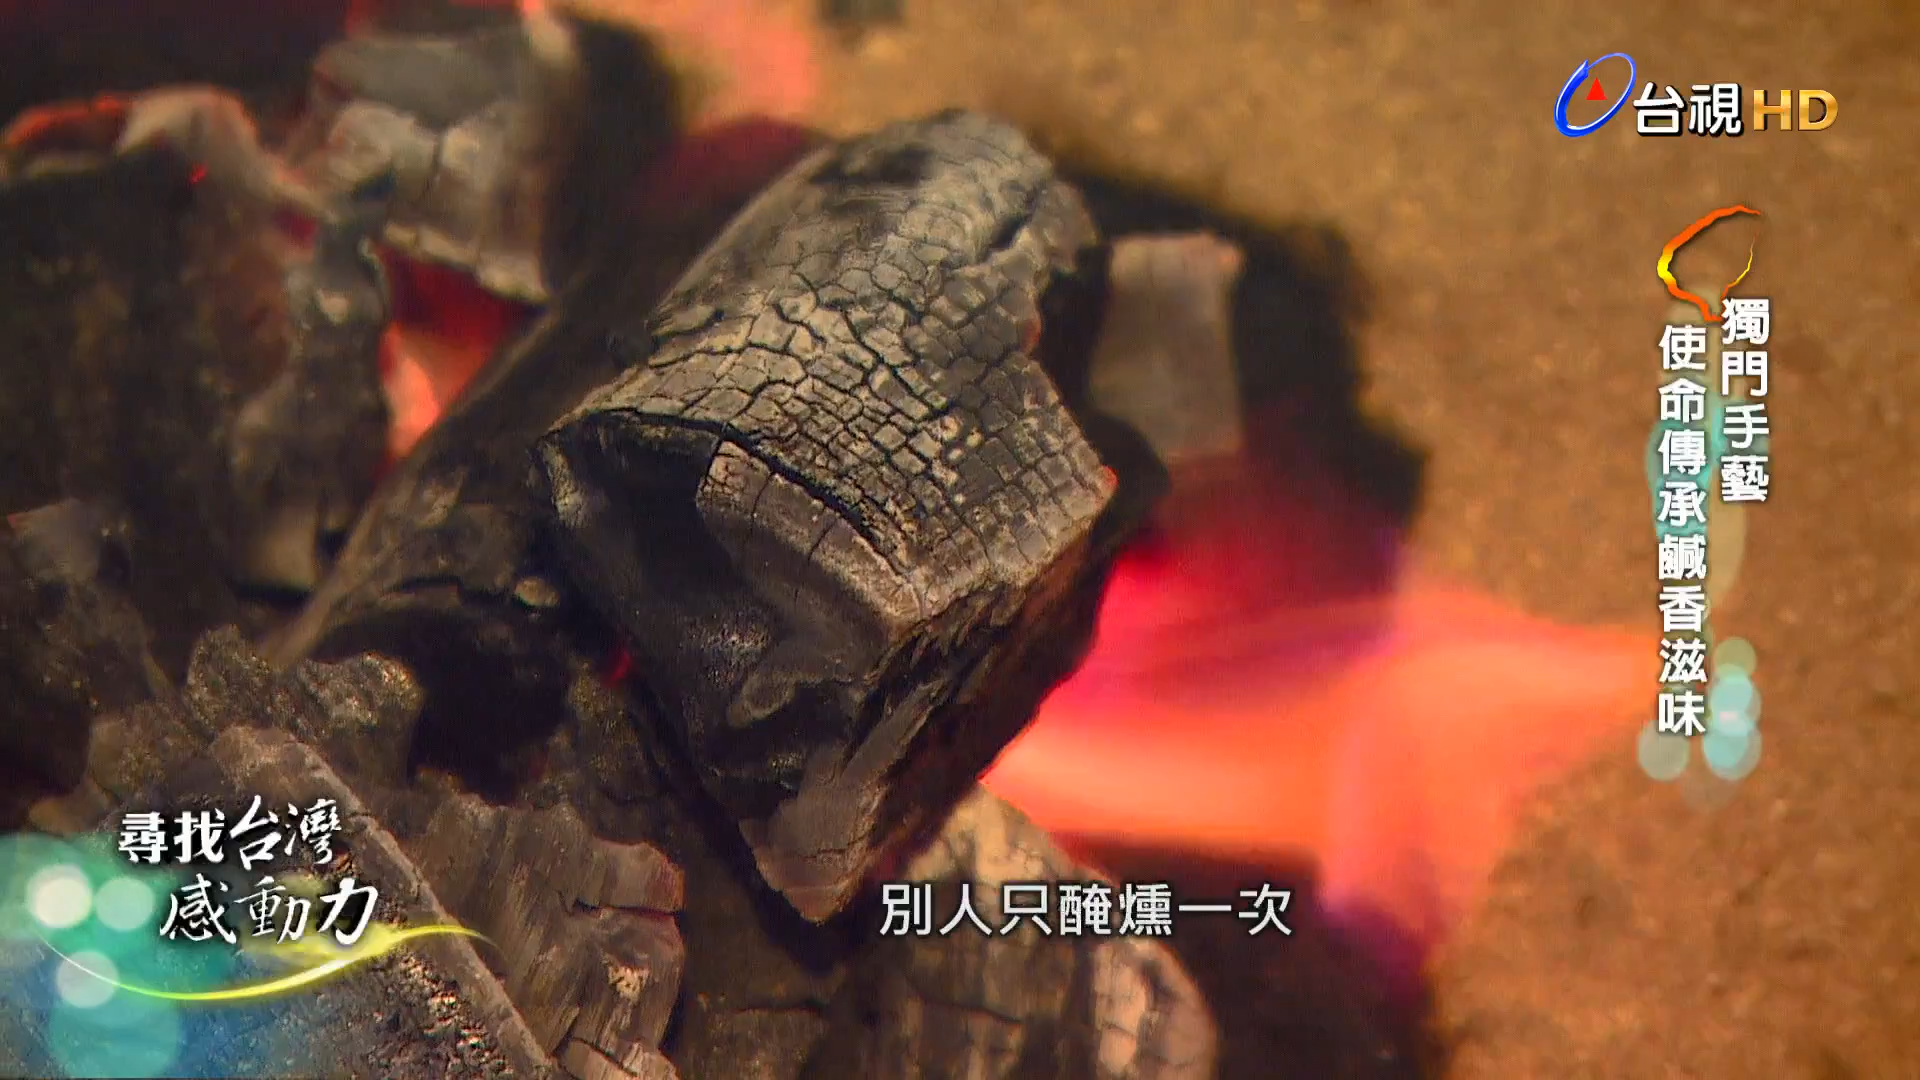 台視HD
獨門手藝
使命傳承鹹香滋味
尋找台灣
感動力
別人只醃燻一次